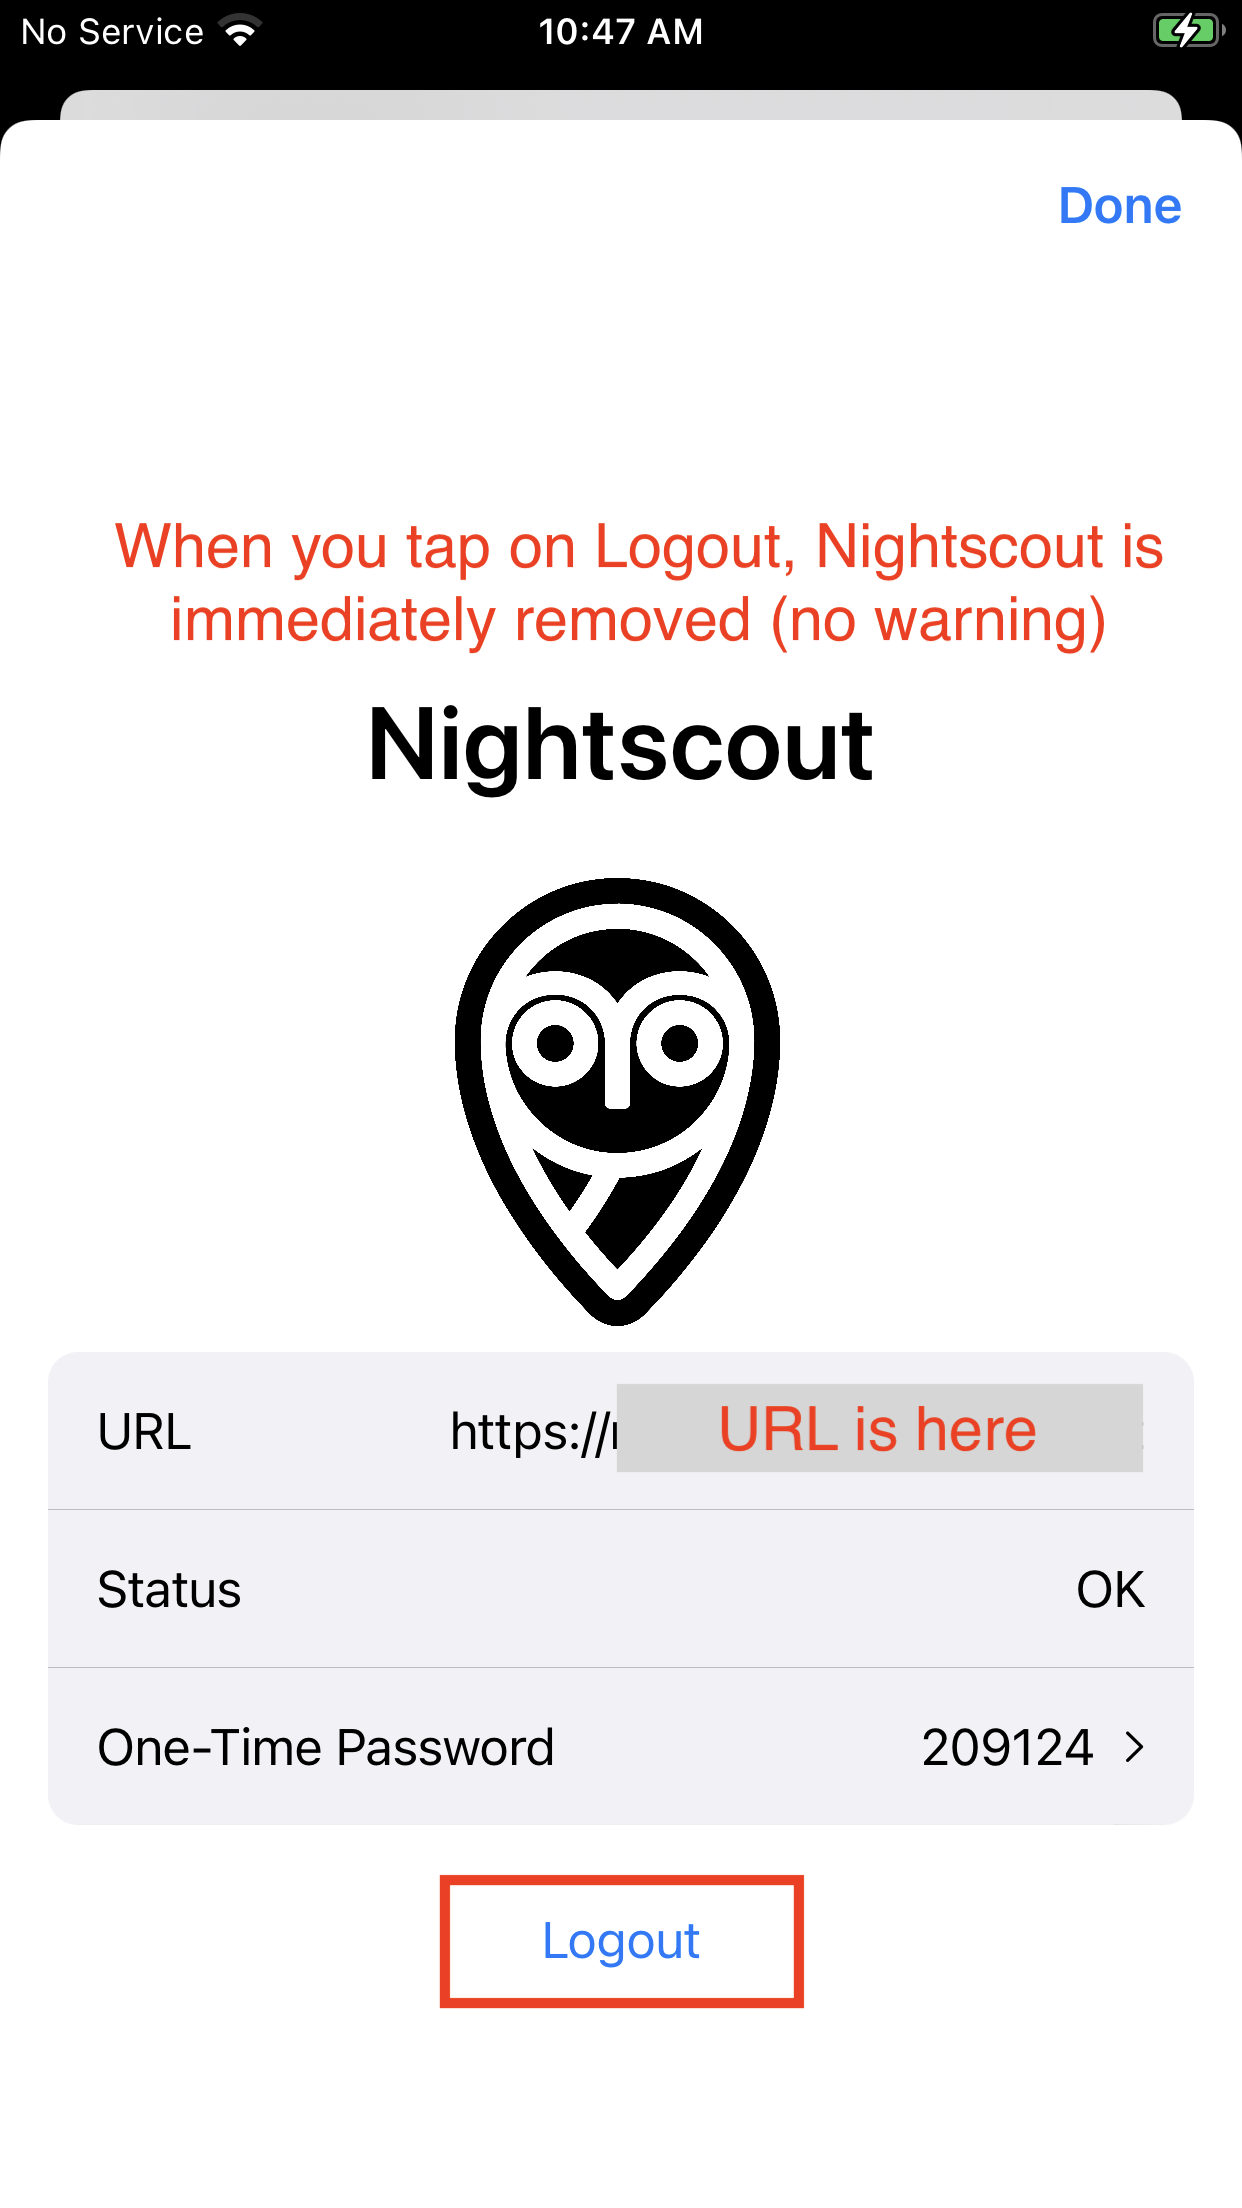 No Service
10:47 AM
Done
When you tap on Logout, Nightscout is
immediately removed (no warning)
Nightscout
URL https:// URL is here
Status OK
One-Time Password 209124
Logout